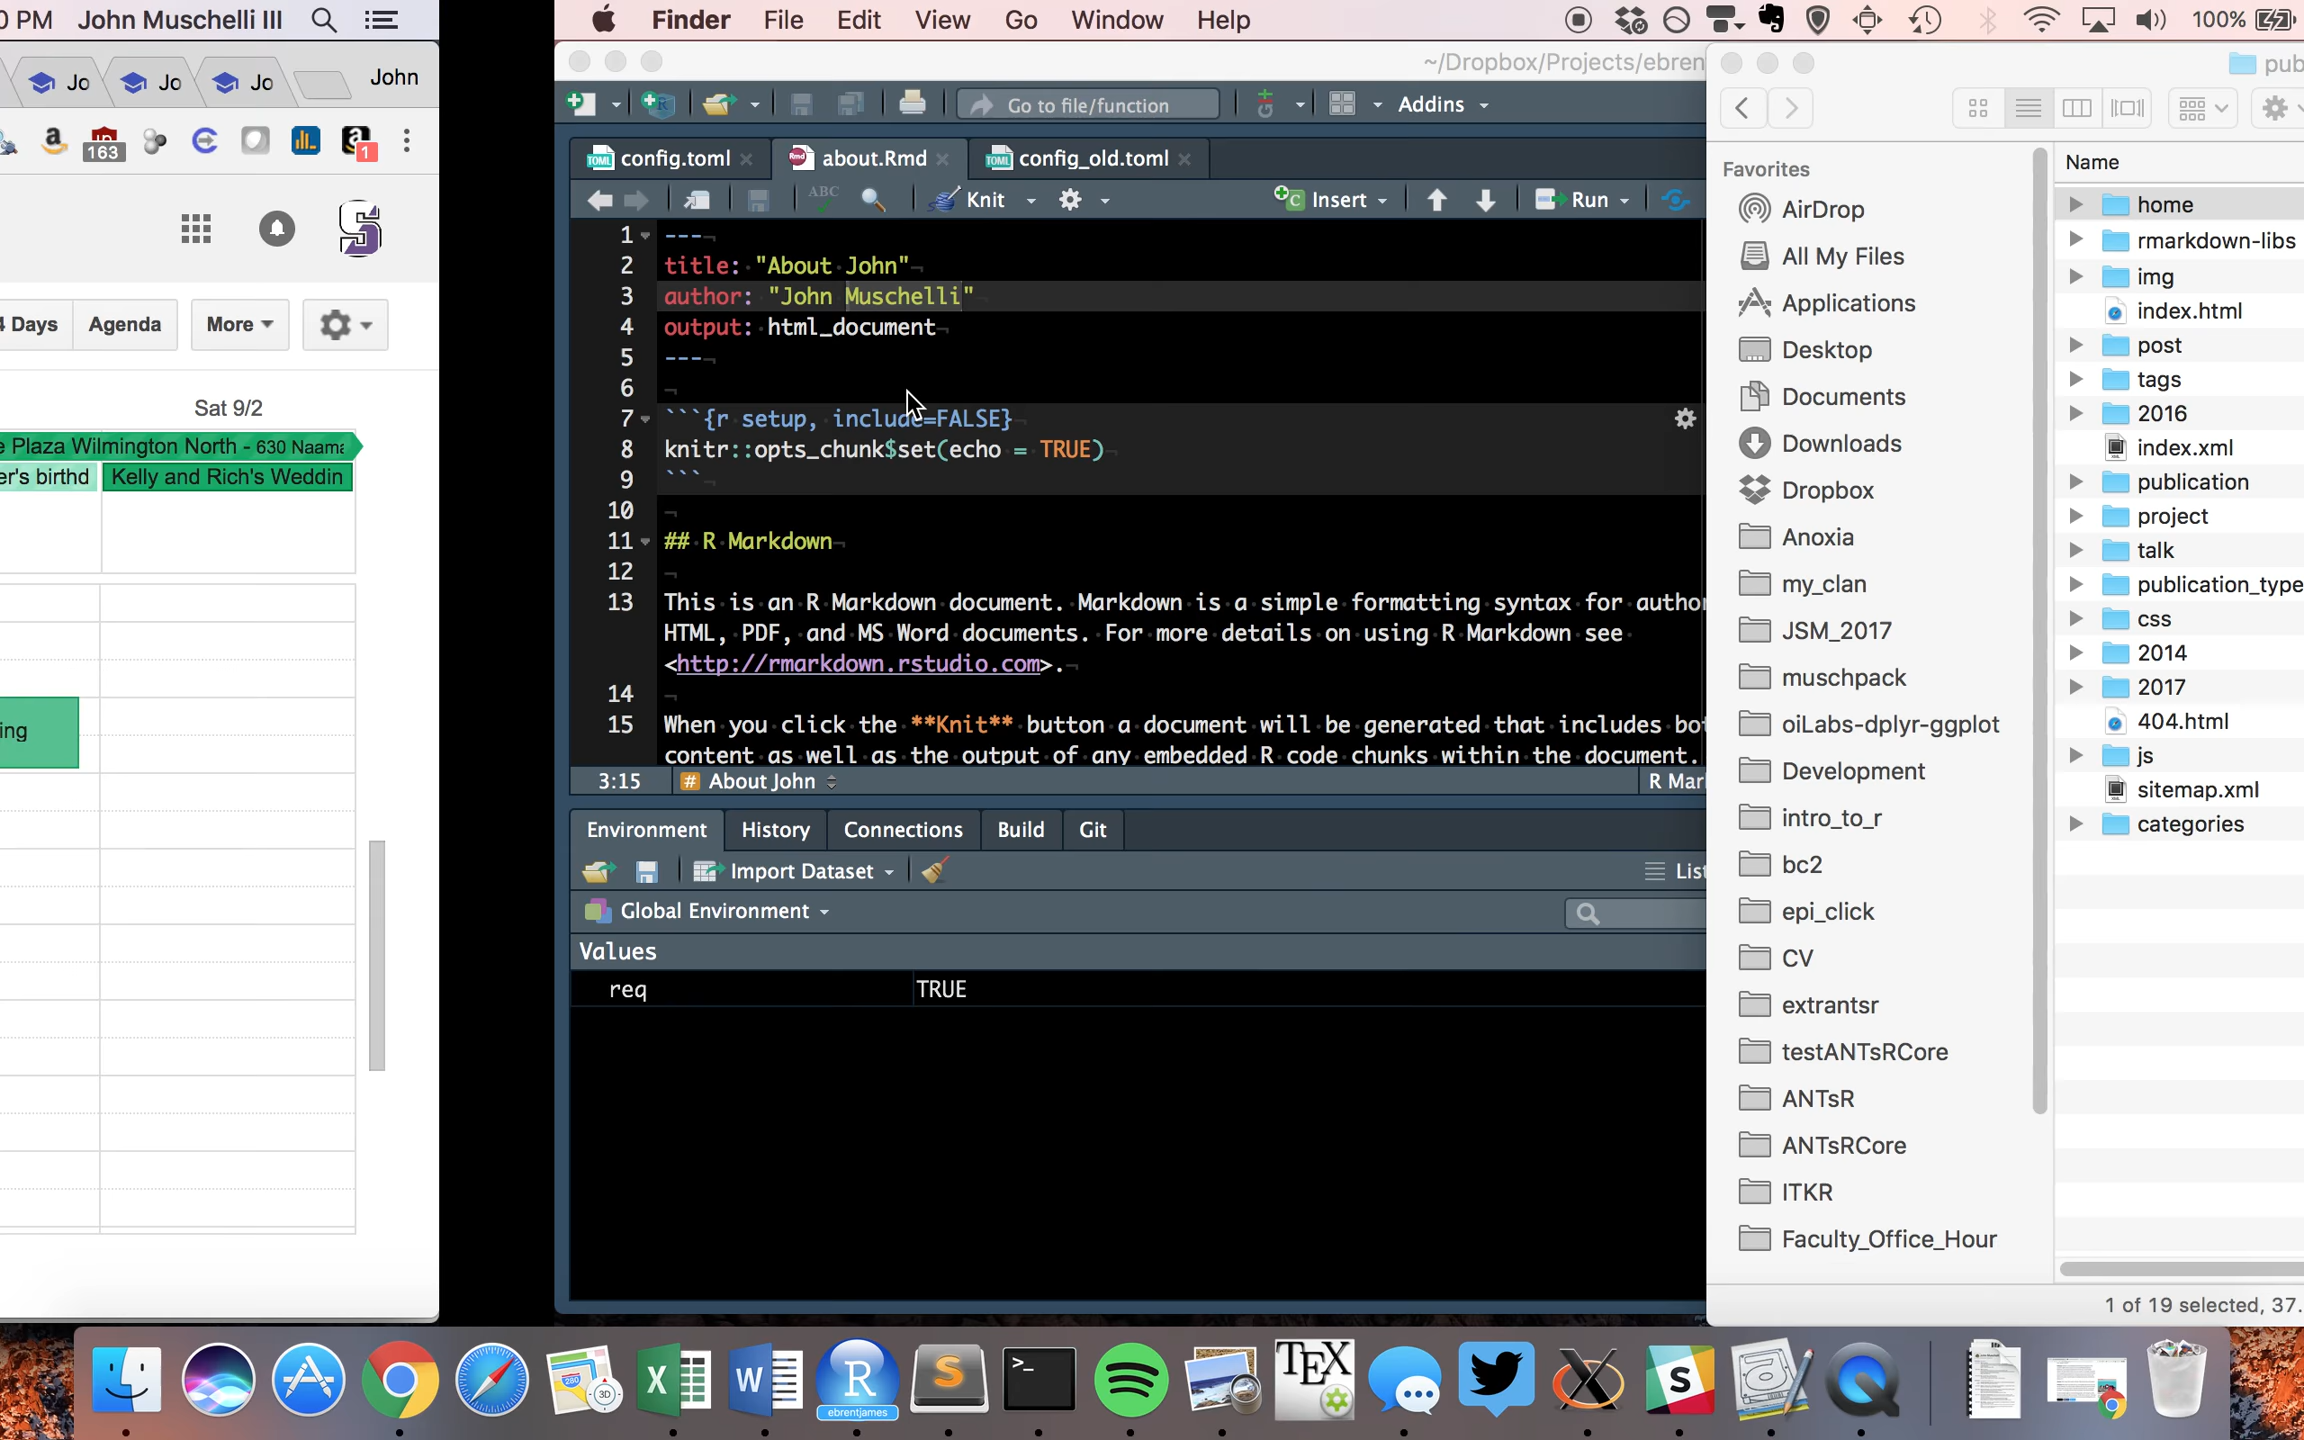 0 PM John Muschelli III
Finder File Edit View Go Window Help 100%
~/Dropbox/Projects/ebren
pub
Jo Jo Jo John
163
1
Go to file/function Addins
config.toml about.Rmd config_old.toml
ABC Knit Insert Run
4 Days Agenda More
Sat 9/2
e Plaza Wilmington North - 630 Naama
er's birthd Kelly and Rich's Weddin
ing
1 ---
2 title: "About John"
3 author: "John Muschelli"
4 output: html_document
5 ---
6
7 ```{r setup, include=FALSE}
8 knitr::opts_chunk$set(echo = TRUE)
9 ```
10
11 ## R Markdown
12
13 This is an R Markdown document. Markdown is a simple formatting syntax for author
HTML, PDF, and MS Word documents. For more details on using R Markdown see
<http://rmarkdown.rstudio.com>.
14
15 When you click the **Knit** button a document will be generated that includes bot
content as well as the output of any embedded R code chunks within the document.
3:15 About John R Mar
Environment History Connections Build Git
Import Dataset List
Global Environment
Values
req TRUE
Favorites
AirDrop
All My Files
Applications
Desktop
Documents
Downloads
Dropbox
Anoxia
my_clan
JSM_2017
muschpack
oiLabs-dplyr-ggplot
Development
intro_to_r
bc2
epi_click
CV
extrantsr
testANTsRCore
ANTsR
ANTsRCore
ITKR
Faculty_Office_Hour
Name
home
rmarkdown-libs
img
index.html
post
tags
2016
index.xml
publication
project
talk
publication_type
css
2014
2017
404.html
js
sitemap.xml
categories
1 of 19 selected, 37.
280
3D
ebrentjames
TEX